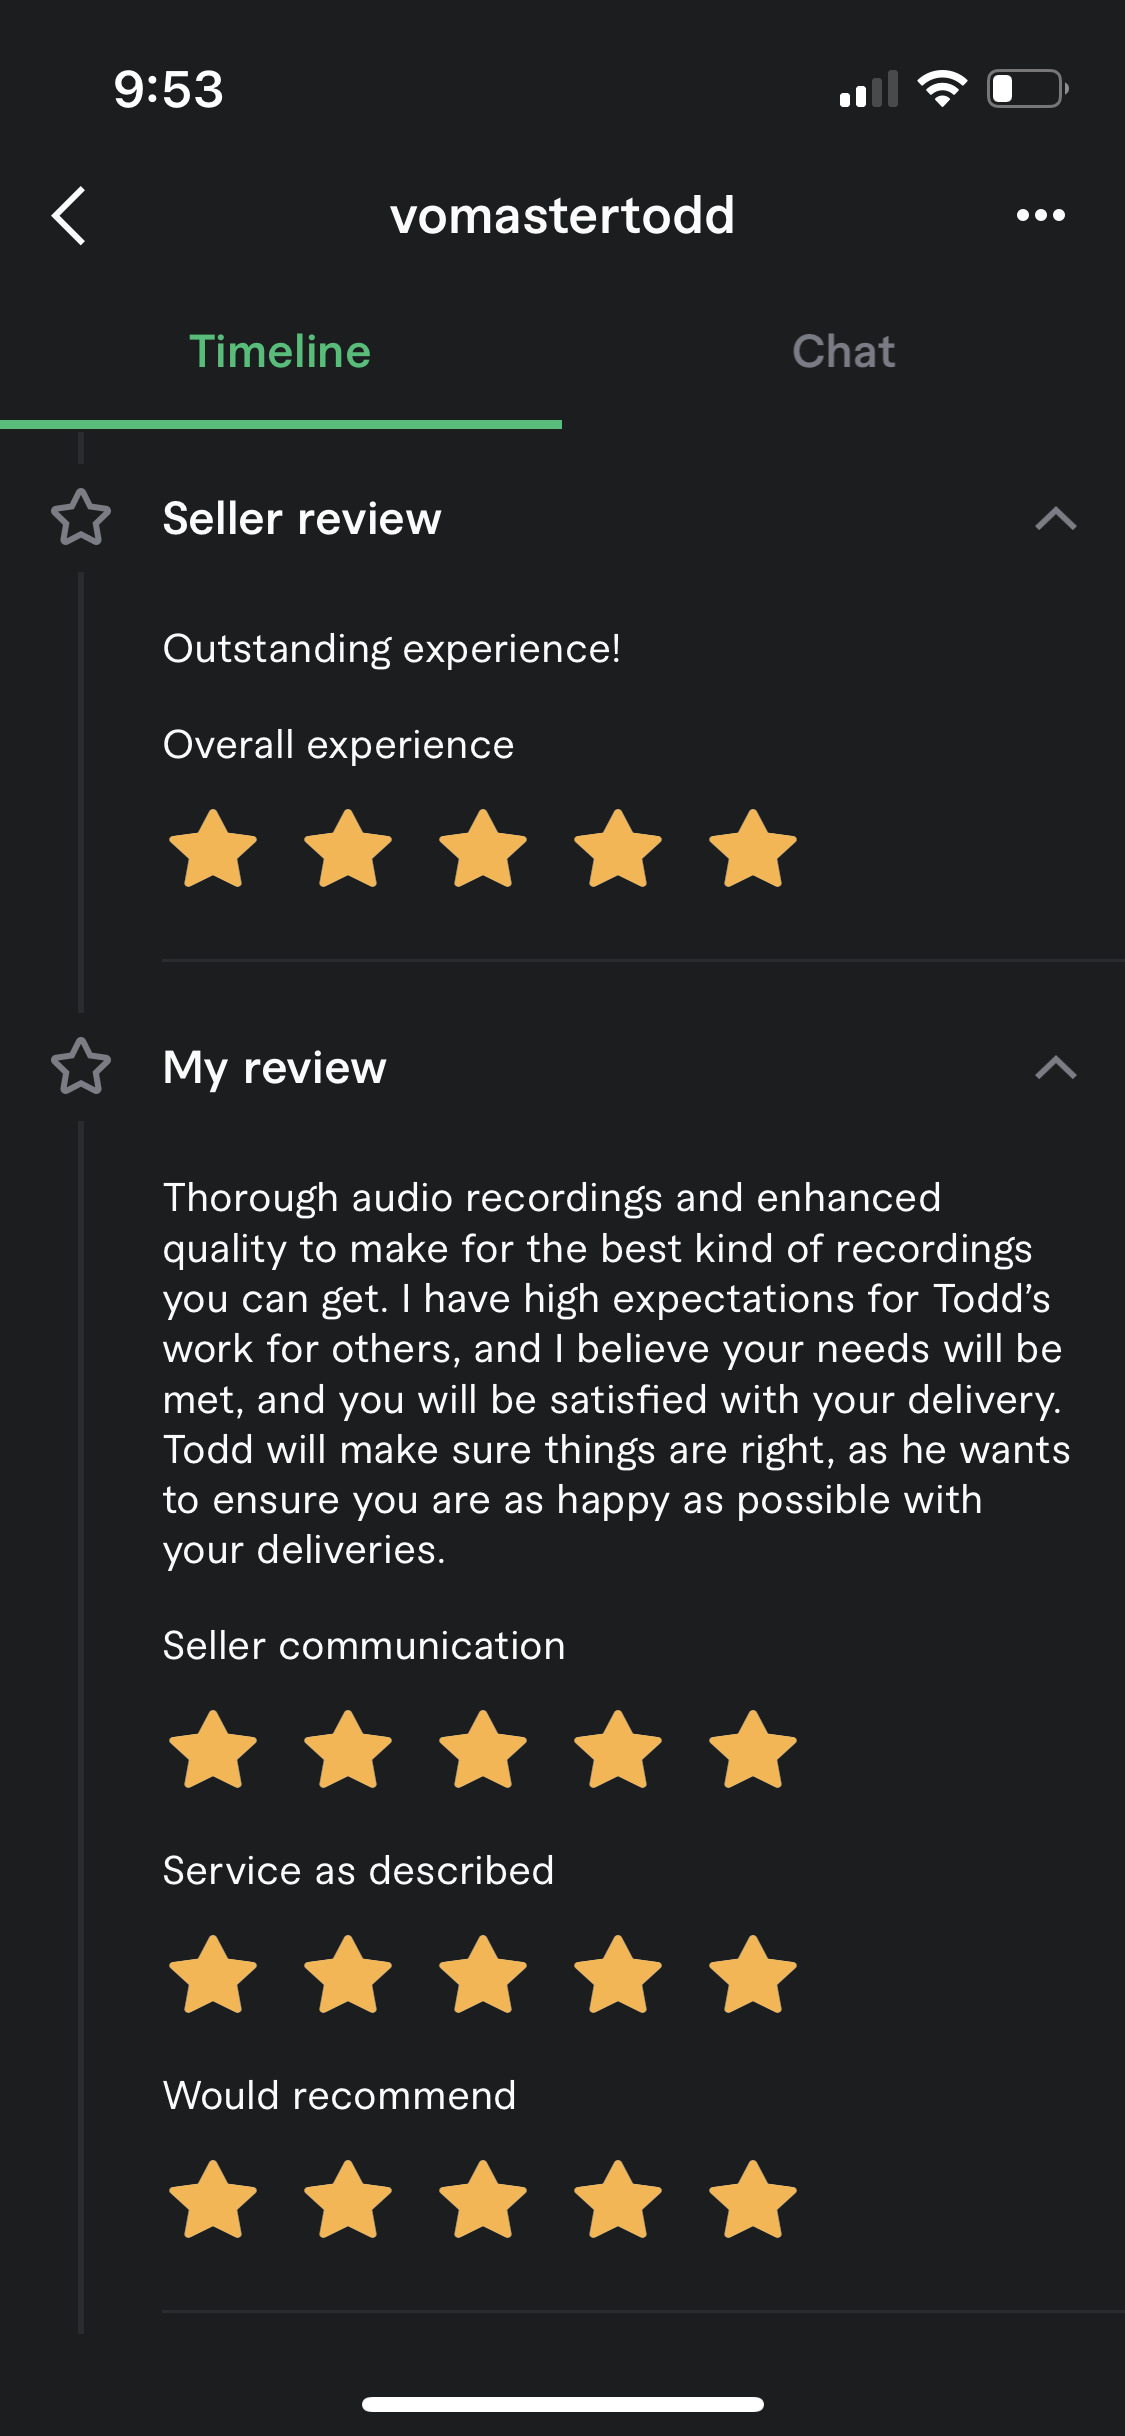 9:53
vomastertodd
Timeline
Chat
Seller review
Outstanding experience!
Overall experience
My review
Thorough audio recordings and enhanced
quality to make for the best kind of recordings
you can get. I have high expectations for Todd’s
work for others, and I believe your needs will be
met, and you will be satisfied with your delivery.
Todd will make sure things are right, as he wants
to ensure you are as happy as possible with
your deliveries.
Seller communication
Service as described
Would recommend